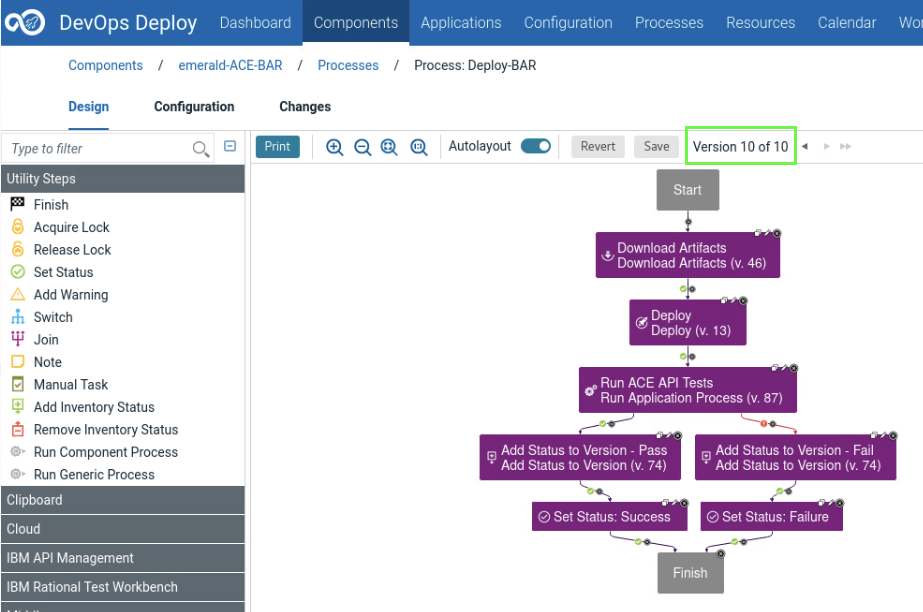 DevOps Deploy Dashboard Components Applications Configuration Processes Resources Calendar
Components / emerald-ACE-BAR / Processes / Process: Deploy-BAR
Design Configuration Changes
Type to filter
Print
Autolayout
Revert
Save
Version 10 of 10
Utility Steps
Finish
Acquire Lock
Release Lock
Set Status
Add Warning
Switch
Join
Note
Manual Task
Add Inventory Status
Remove Inventory Status
Run Component Process
Run Generic Process
Clipboard
Cloud
IBM API Management
IBM Rational Test Workbench
Start
Download Artifacts
Download Artifacts (v. 46)
Deploy
Deploy (v. 13)
Run ACE API Tests
Run Application Process (v. 87)
Add Status to Version - Pass
Add Status to Version (v. 74)
Add Status to Version - Fail
Add Status to Version (v. 74)
Set Status: Success
Set Status: Failure
Finish